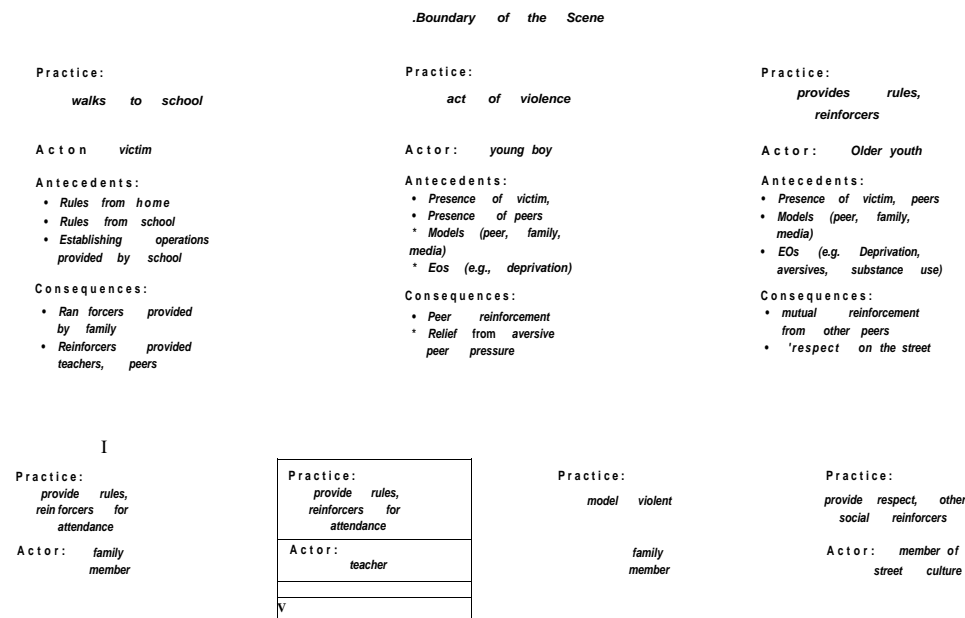 .Boundary of the Scene
Practice:
walks to school
Acton victim
Antecedents:
• Rules from home
• Rules from school
• Establishing operations
provided by school
Consequences:
• Ran forcers provided
by family
• Reinforcers provided
teachers, peers
Practice:
act of violence
Actor: young boy
Antecedents:
• Presence of victim,
• Presence of peers
* Models (peer, family,
media)
* Eos (e.g., deprivation)
Consequences:
• Peer reinforcement
* Relief from aversive
peer pressure
Practice:
provides rules,
reinforcers
Actor: Older youth
Antecedents:
• Presence of victim, peers
• Models (peer, family,
media)
• EOs (e.g. Deprivation,
aversives, substance use)
Consequences:
• mutual reinforcement
from other peers
• 'respect on the street
I
Practice:
provide rules,
rein forcers for
attendance
Actor: family
member
Practice:
provide rules,
reinforcers for
attendance
Actor:
teacher
V
Practice:
model violent
family
member
Practice:
provide respect, other
social reinforcers
Actor: member of
street culture